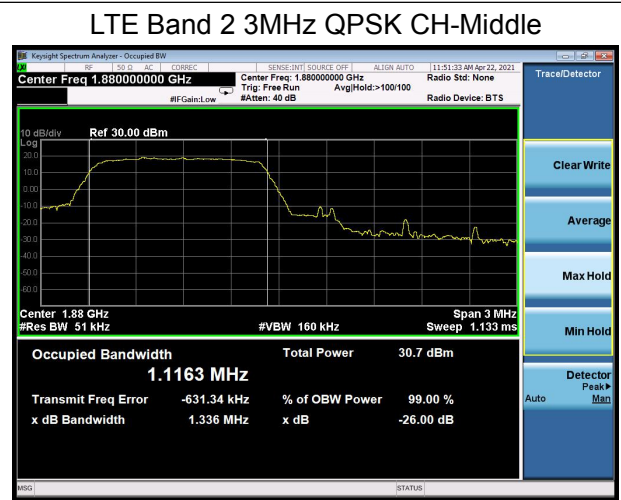 LTE Band 2 3MHz QPSK CH-Middle
Keysight Spectrum Analyzer - Occupied BW
RF 50 Ω AC CORREC SENSE:INT SOURCE OFF ALIGN AUTO 11:51:33 AM Apr 22, 2021
Center Freq 1.880000000 GHz
Center Freq: 1.880000000 GHz
Radio Std: None
Trig: Free Run Avg|Hold:>100/100
#IFGain:Low #Atten: 40 dB Radio Device: BTS
Trace/Detector
10 dB/div Ref 30.00 dBm
Log
20.0
10.0
0.00
-10.0
-20.0
-30.0
-40.0
-50.0
-60.0
Clear Write
Average
Max Hold
Min Hold
Detector
Peak▶
Auto Man
Center 1.88 GHz Span 3 MHz
#Res BW 51 kHz #VBW 160 kHz Sweep 1.133 ms
Occupied Bandwidth Total Power 30.7 dBm
1.1163 MHz
Transmit Freq Error -631.34 kHz % of OBW Power 99.00 %
x dB Bandwidth 1.336 MHz x dB -26.00 dB
MSG STATUS